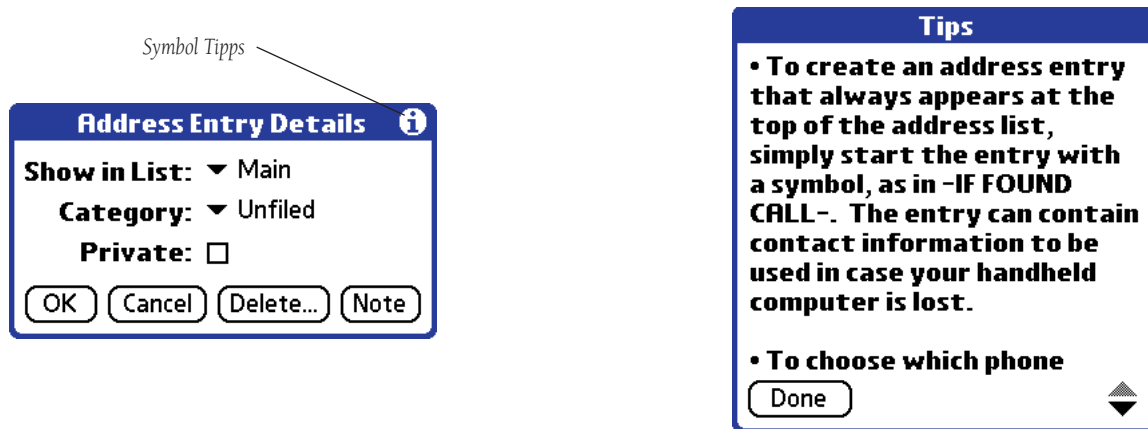 Symbol Tipps
Address Entry Details
Show in List: Main
Category: Unfiled
Private:
OK Cancel Delete... Note
Tips
• To create an address entry
that always appears at the
top of the address list,
simply start the entry with
a symbol, as in -IF FOUND
CALL-. The entry can contain
contact information to be
used in case your handheld
computer is lost.
• To choose which phone
Done